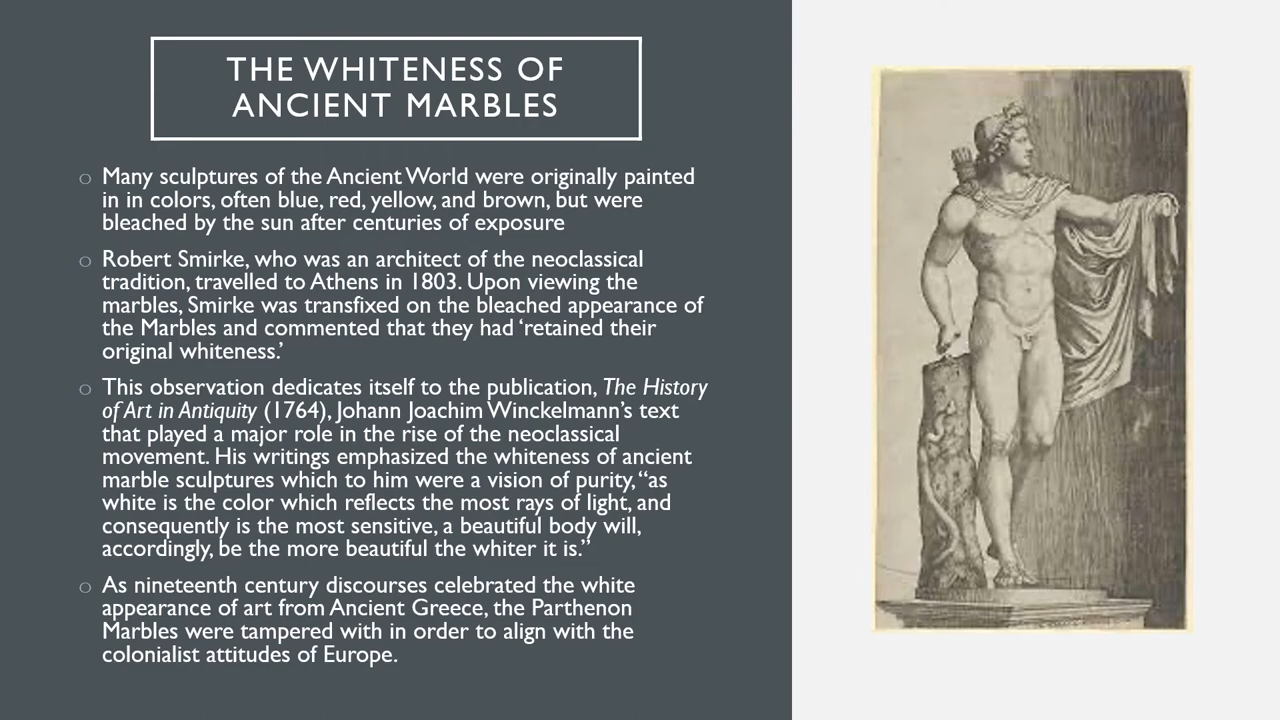 THE WHITENESS OF
ANCIENT MARBLES
○ Many sculptures of the Ancient World were originally painted
in in colors, often blue, red, yellow, and brown, but were
bleached by the sun after centuries of exposure
○ Robert Smirke, who was an architect of the neoclassical
tradition, travelled to Athens in 1803. Upon viewing the
marbles, Smirke was transfixed on the bleached appearance of
the Marbles and commented that they had ‘retained their
original whiteness.’
○ This observation dedicates itself to the publication, The History
of Art in Antiquity (1764), Johann Joachim Winckelmann’s text
that played a major role in the rise of the neoclassical
movement. His writings emphasized the whiteness of ancient
marble sculptures which to him were a vision of purity, “as
white is the color which reflects the most rays of light, and
consequently is the most sensitive, a beautiful body will,
accordingly, be the more beautiful the whiter it is.”
○ As nineteenth century discourses celebrated the white
appearance of art from Ancient Greece, the Parthenon
Marbles were tampered with in order to align with the
colonialist attitudes of Europe.